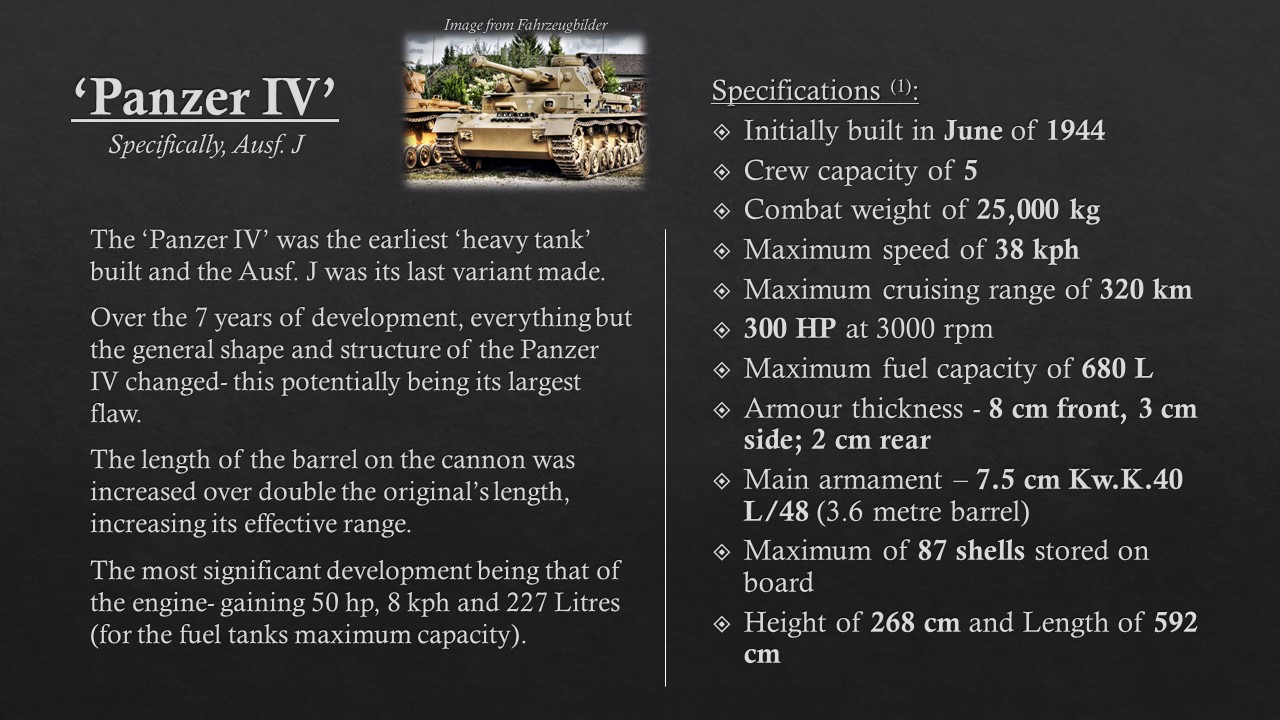 Image from Fahrzeugbilder
‘Panzer IV’
Specifically, Ausf. J
The ‘Panzer IV’ was the earliest ‘heavy tank’
built and the Ausf. J was its last variant made.
Over the 7 years of development, everything but
the general shape and structure of the Panzer
IV changed- this potentially being its largest
flaw.
The length of the barrel on the cannon was
increased over double the original’s length,
increasing its effective range.
The most significant development being that of
the engine- gaining 50 hp, 8 kph and 227 Litres
(for the fuel tanks maximum capacity).
Specifications (1):
Initially built in June of 1944
Crew capacity of 5
Combat weight of 25,000 kg
Maximum speed of 38 kph
Maximum cruising range of 320 km
300 HP at 3000 rpm
Maximum fuel capacity of 680 L
Armour thickness - 8 cm front, 3 cm
side; 2 cm rear
Main armament – 7.5 cm Kw.K.40
L/48 (3.6 metre barrel)
Maximum of 87 shells stored on
board
Height of 268 cm and Length of 592
cm